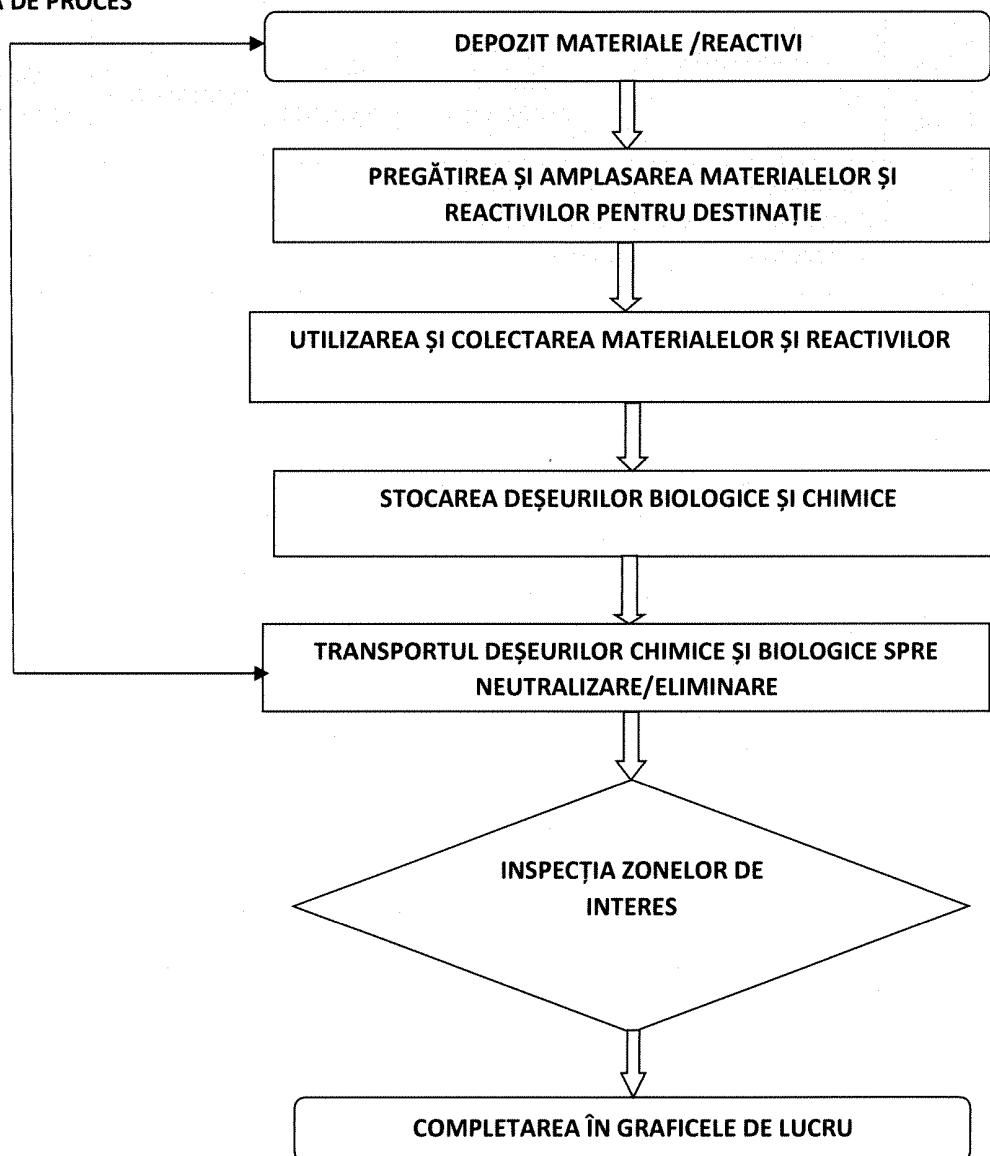 DE PROCES
DEPOZIT MATERIALE /REACTIVI
PREGĂTIREA ȘI AMPLASAREA MATERIALELOR ȘI
REACTIVILOR PENTRU DESTINAȚIE
UTILIZAREA ȘI COLECTAREA MATERIALELOR ȘI REACTIVILOR
STOCAREA DEȘEURILOR BIOLOGICE ȘI CHIMICE
TRANSPORTUL DEȘEURILOR CHIMICE ȘI BIOLOGICE SPRE
NEUTRALIZARE/ELIMINARE
INSPECȚIA ZONELOR DE
INTERES
COMPLETAREA ÎN GRAFICELE DE LUCRU